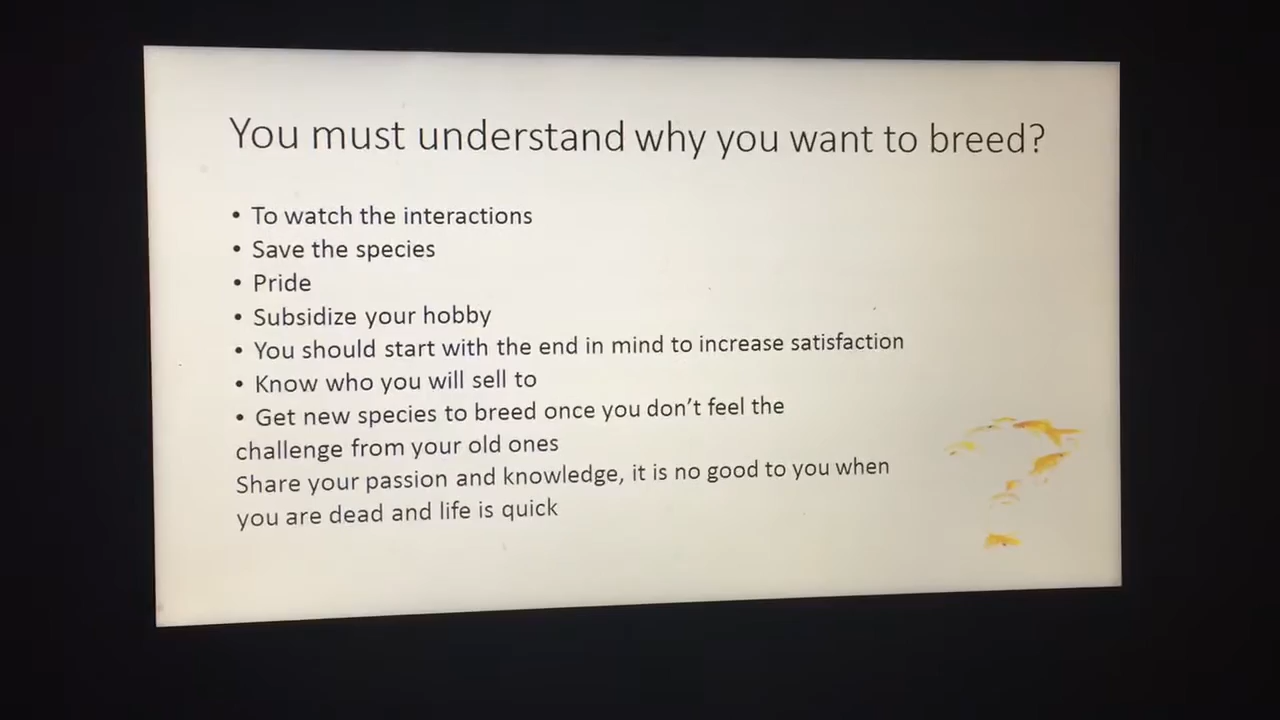 You must understand why you want to breed?
• To watch the interactions
• Save the species
• Pride
• Subsidize your hobby
• You should start with the end in mind to increase satisfaction
• Know who you will sell to
• Get new species to breed once you don’t feel the
challenge from your old ones
Share your passion and knowledge, it is no good to you when
you are dead and life is quick